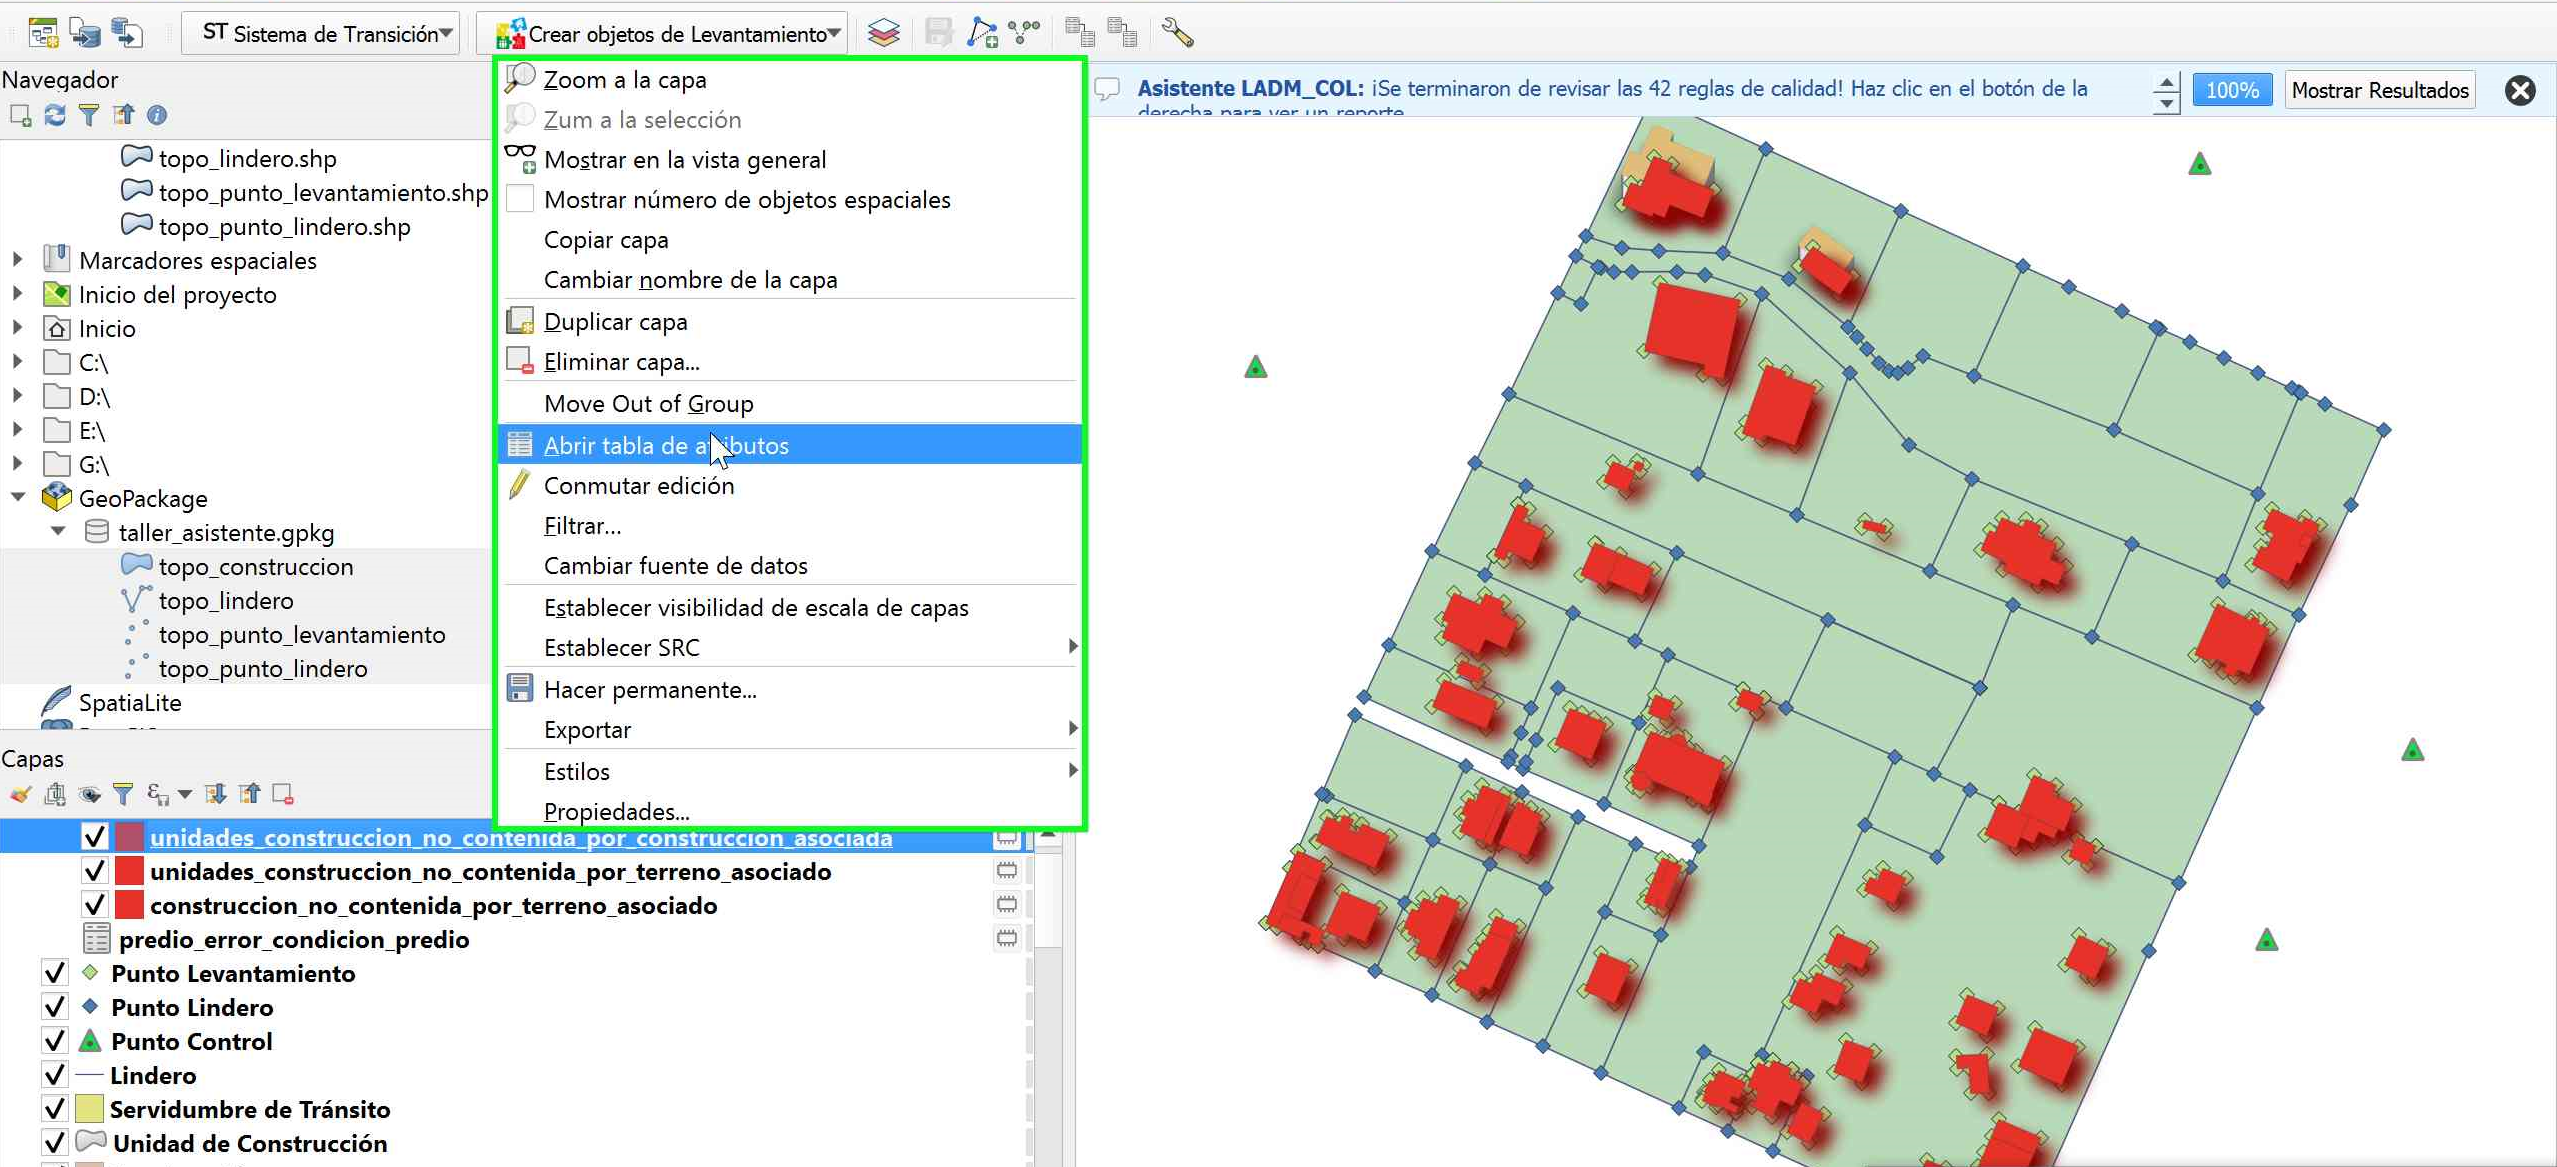 ST Sistema de Transición
Crear objetos de Levantamiento
Navegador
topo_lindero.shp
topo_punto_levantamiento.shp
topo_punto_lindero.shp
Marcadores espaciales
Inicio del proyecto
Inicio
C:\
D:\
E:\
G:\
GeoPackage
taller_asistente.gpkg
topo_construccion
topo_lindero
topo_punto_levantamiento
topo_punto_lindero
SpatiaLite
Zoom a la capa
Zum a la selección
Mostrar en la vista general
Mostrar número de objetos espaciales
Copiar capa
Cambiar nombre de la capa
Duplicar capa
Eliminar capa...
Move Out of Group
Abrir tabla de atributos
Conmutar edición
Filtrar...
Cambiar fuente de datos
Establecer visibilidad de escala de capas
Establecer SRC
Hacer permanente...
Exportar
Estilos
Propiedades...
Asistente LADM_COL: ¡Se terminaron de revisar las 42 reglas de calidad! Haz clic en el botón de la
derecha para ver un reporte
100%
Mostrar Resultados
Capas
unidades_construccion_no_contenida_por_construccion_asociada
unidades_construccion_no_contenida_por_terreno_asociado
construccion_no_contenida_por_terreno_asociado
predio_error_condicion_predio
Punto Levantamiento
Punto Lindero
Punto Control
Lindero
Servidumbre de Tránsito
Unidad de Construcción